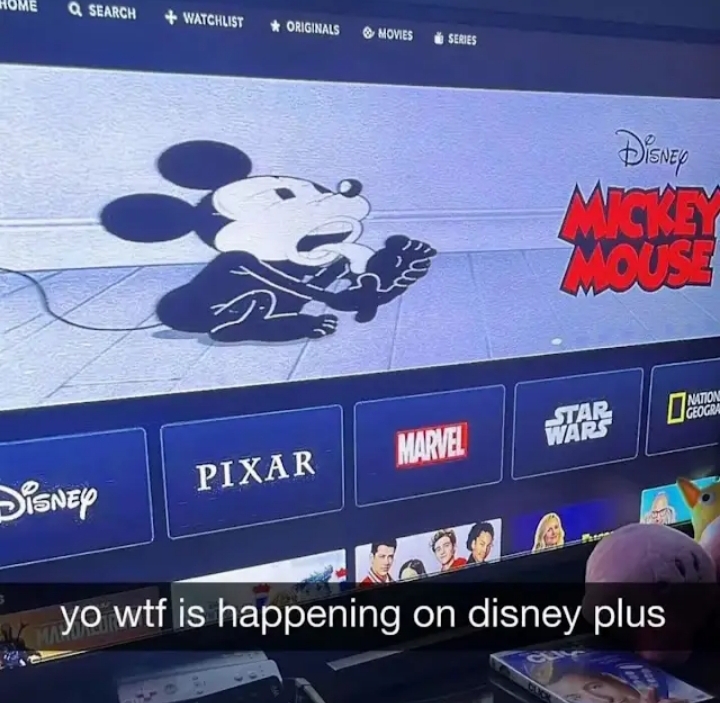 HOME
SEARCH
WATCHLIST
ORIGINALS
MOVIES
SERIES
Disney
MICKEY
MOUSE
Disney
PIXAR
MARVEL
STAR
WARS
NATION
GEOGRA
yo wtf is happening on disney plus